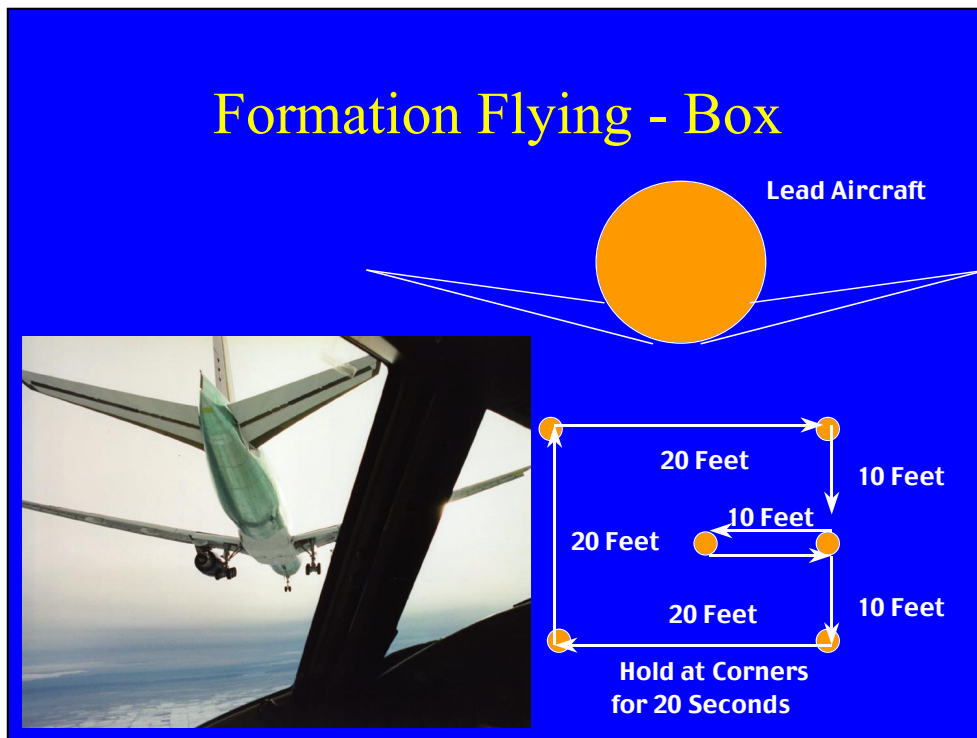 Formation Flying - Box
Lead Aircraft
20 Feet
10 Feet
10 Feet
20 Feet
10 Feet
20 Feet
Hold at Corners
for 20 Seconds